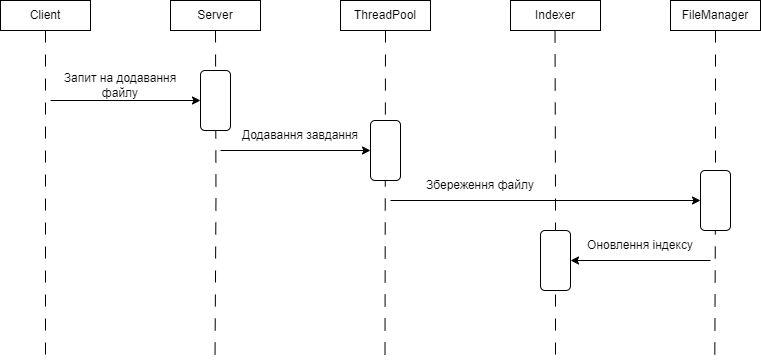 Client
Server
ThreadPool
Indexer
FileManager
Запит на додавання
файлу
Додавання завдання
Збереження файлу
Оновлення індексу